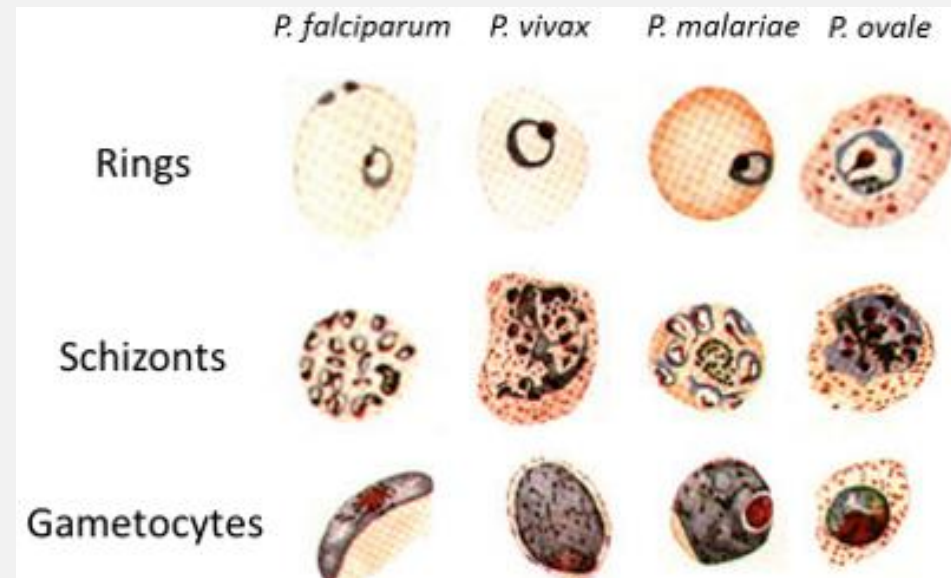 P. falciparum P. vivax P. malariae P. ovale
Rings
Schizonts
Gametocytes